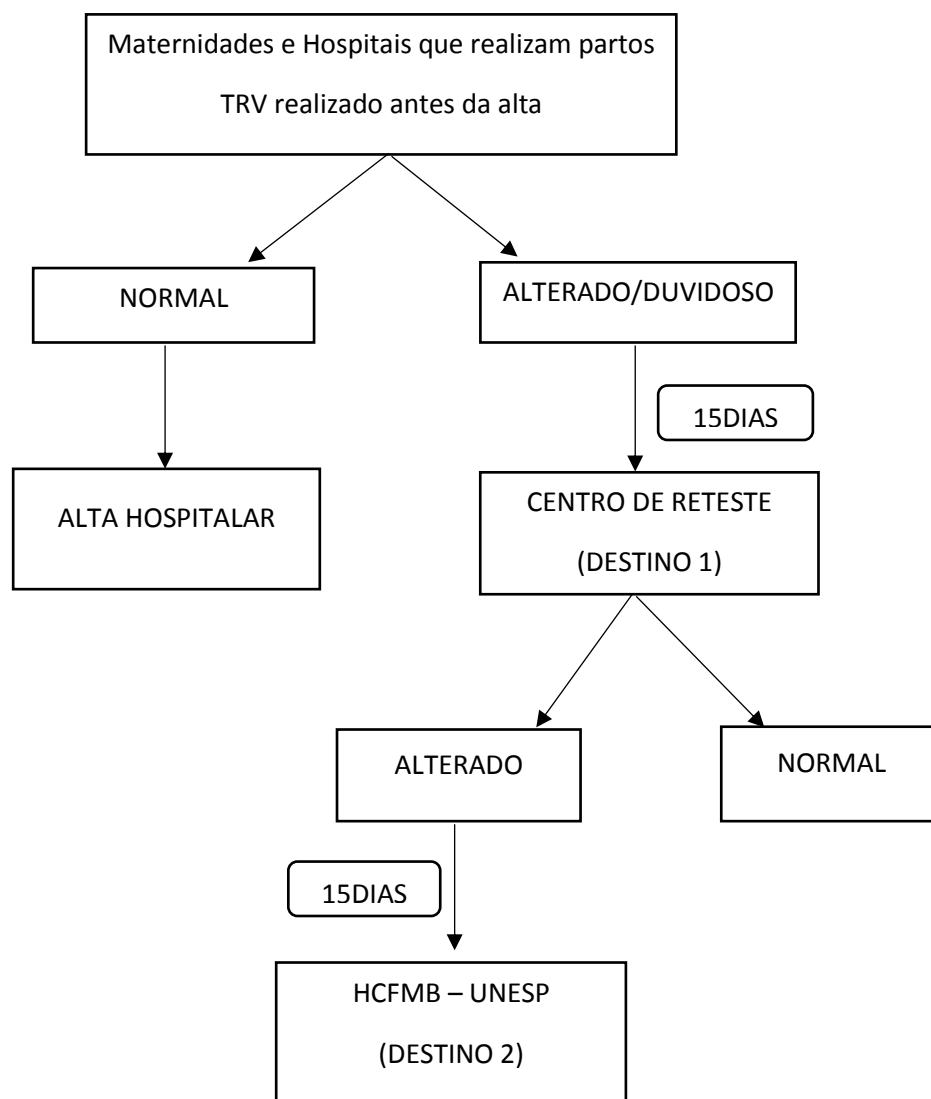 Maternidades e Hospitais que realizam partos
TRV realizado antes da alta
NORMAL
ALTERADO/DUVIDOSO
15DIAS
ALTA HOSPITALAR
CENTRO DE RETESTE
(DESTINO 1)
ALTERADO
NORMAL
15DIAS
HCFMB – UNESP
(DESTINO 2)